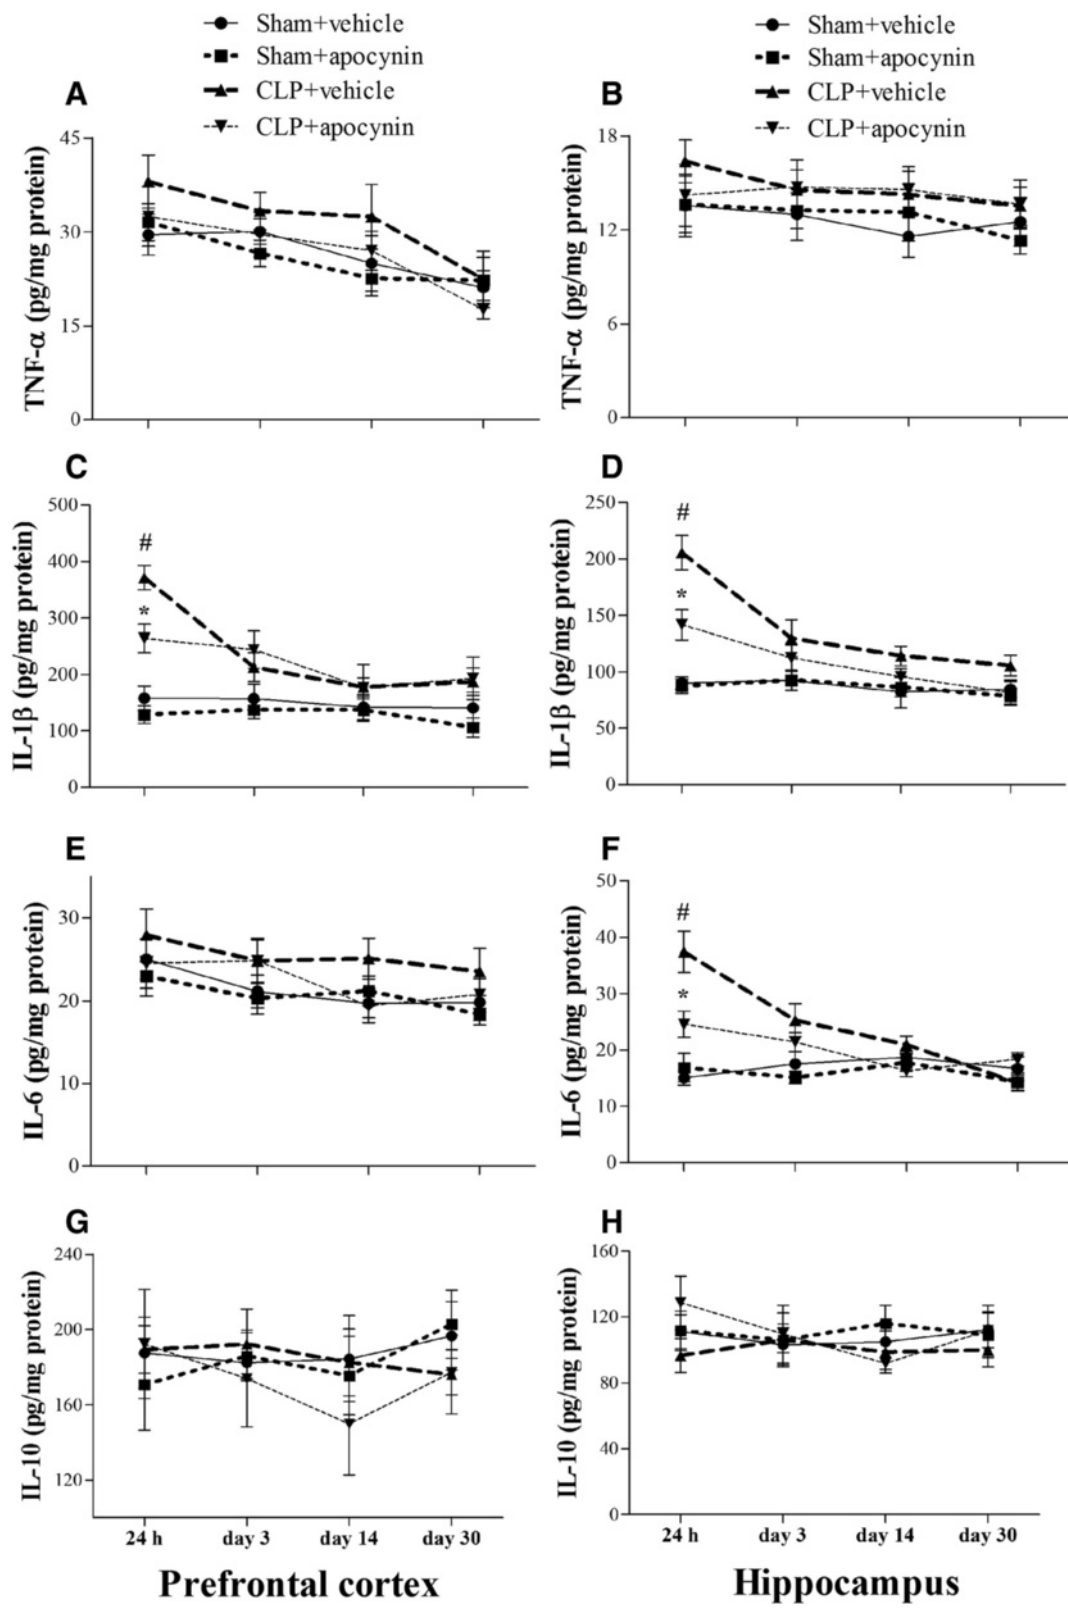 Sham+vehicle
Sham+apocynin
CLP+vehicle
CLP+apocynin
Sham+vehicle
Sham+apocynin
CLP+vehicle
CLP+apocynin
A
TNF-α (pg/mg protein)
45
30
15
0
B
TNF-α (pg/mg protein)
18
12
6
0
C
IL-1β (pg/mg protein)
500
400
300
200
100
0
#
*
D
IL-1β (pg/mg protein)
250
200
150
100
50
0
#
*
E
IL-6 (pg/mg protein)
30
20
10
0
F
IL-6 (pg/mg protein)
50
40
30
20
10
0
#
*
G
IL-10 (pg/mg protein)
240
200
160
120
24 h day 3 day 14 day 30
Prefrontal cortex
H
IL-10 (pg/mg protein)
160
120
80
40
0
24 h day 3 day 14 day 30
Hippocampus